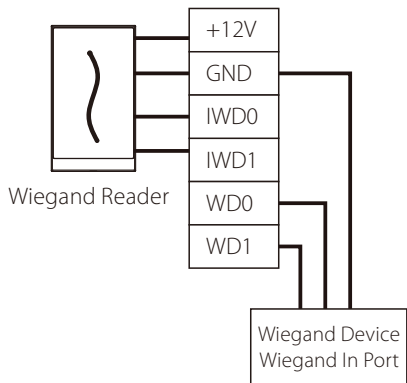 +12V
GND
IWD0
IWD1
WD0
WD1
Wiegand Reader
Wiegand Device
Wiegand In Port